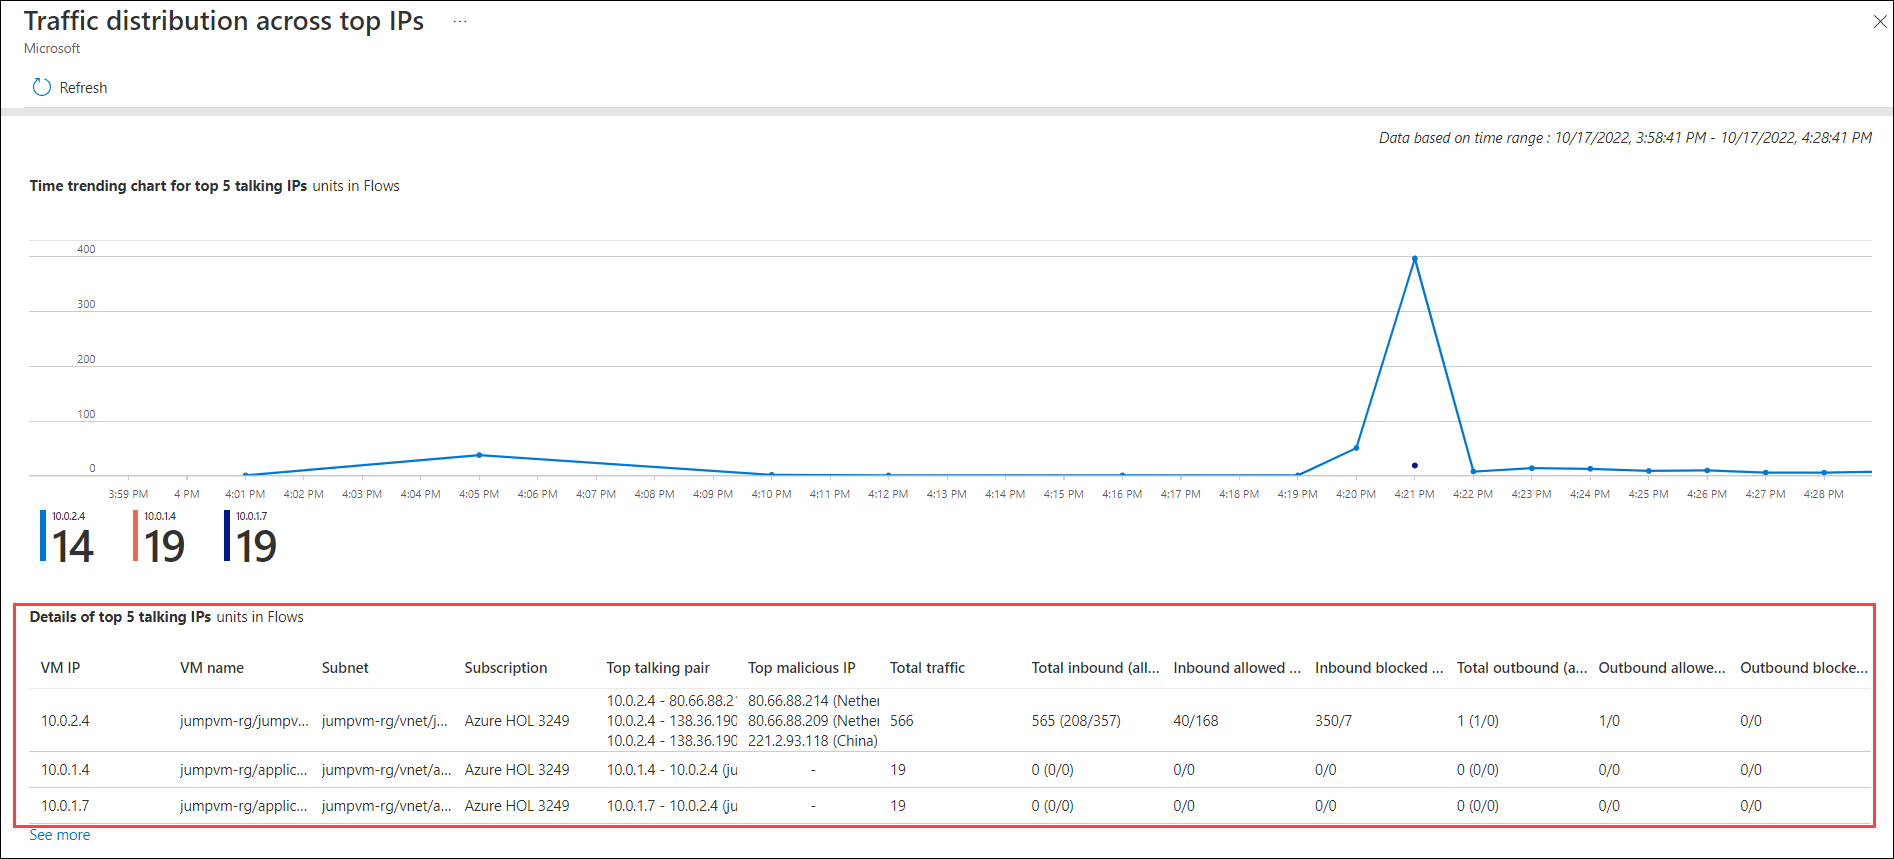 Traffic distribution across top IPs ...
Microsoft
Refresh
Data based on time range : 10/17/2022, 3:58:41 PM - 10/17/2022, 4:28:41 PM
Time trending chart for top 5 talking IPs units in Flows
400
300
200
100
0
3:59 PM 4 PM 4:01 PM 4:02 PM 4:03 PM 4:04 PM 4:05 PM 4:06 PM 4:07 PM 4:08 PM 4:09 PM 4:10 PM 4:11 PM 4:12 PM 4:13 PM 4:14 PM 4:15 PM 4:16 PM 4:17 PM 4:18 PM 4:19 PM 4:20 PM 4:21 PM 4:22 PM 4:23 PM 4:24 PM 4:25 PM 4:26 PM 4:27 PM 4:28 PM
10.0.2.4 10.0.1.4 10.0.1.7
14 19 19
Details of top 5 talking IPs units in Flows
VM IP VM name Subnet Subscription Top talking pair Top malicious IP Total traffic Total inbound (all... Inbound allowed ... Inbound blocked ... Total outbound (a... Outbound allowe... Outbound blocke...
10.0.2.4 - 80.66.88.21 80.66.88.214 (Nether
10.0.2.4 jumpvm-rg/jumpv... jumpvm-rg/vnet/j... Azure HOL 3249 10.0.2.4 - 138.36.190 80.66.88.209 (Nether 566 565 (208/357) 40/168 350/7 1 (1/0) 1/0 0/0
10.0.2.4 - 138.36.190 221.2.93.118 (China)
10.0.1.4 jumpvm-rg/applic... jumpvm-rg/vnet/a... Azure HOL 3249 10.0.1.4 - 10.0.2.4 (ju - 19 0 (0/0) 0/0 0/0 0 (0/0) 0/0 0/0
10.0.1.7 jumpvm-rg/applic... jumpvm-rg/vnet/a... Azure HOL 3249 10.0.1.7 - 10.0.2.4 (ju - 19 0 (0/0) 0/0 0/0 0 (0/0) 0/0 0/0
See more